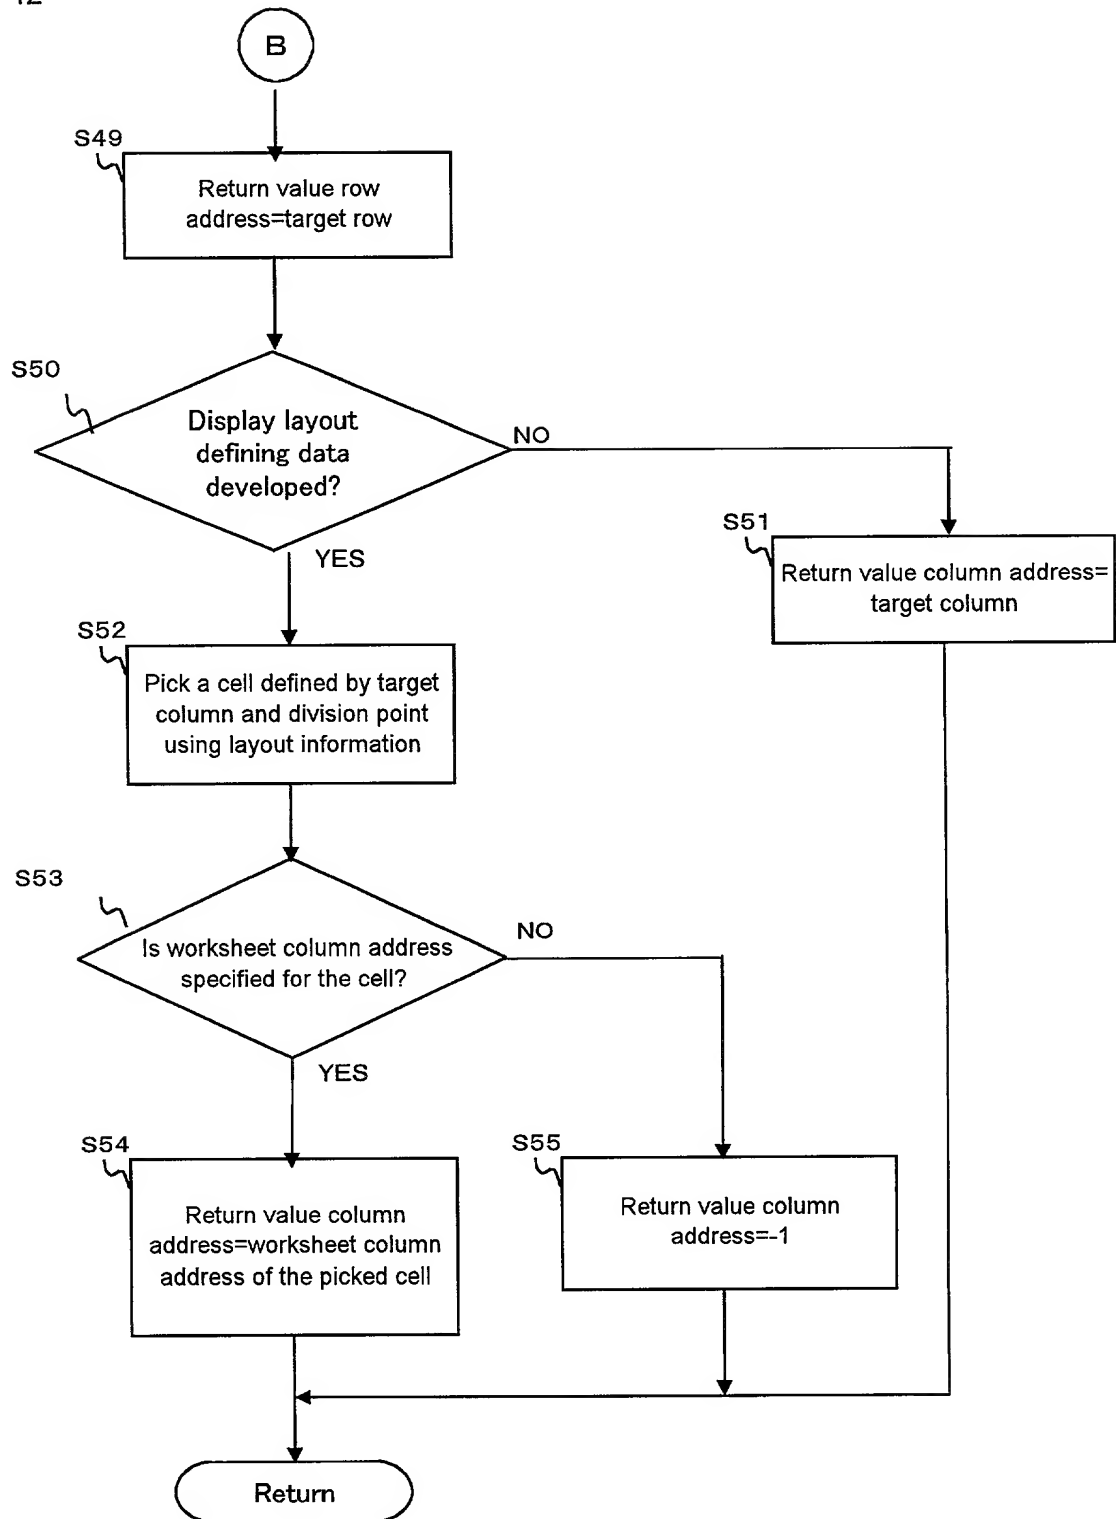 B
S49
Return value row
address=target row
S50
Display layout
defining data
developed?
NO
YES
S51
Return value column address=
target column
S52
Pick a cell defined by target
column and division point
using layout information
S53
Is worksheet column address
specified for the cell?
NO
YES
S54
Return value column
address=worksheet column
address of the picked cell
S55
Return value column
address=-1
Return